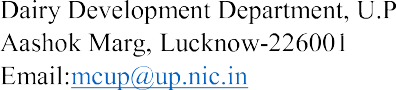 Dairy Development Department, U.P
Aashok Marg, Lucknow-226001
Email:mcup@up.nic.in